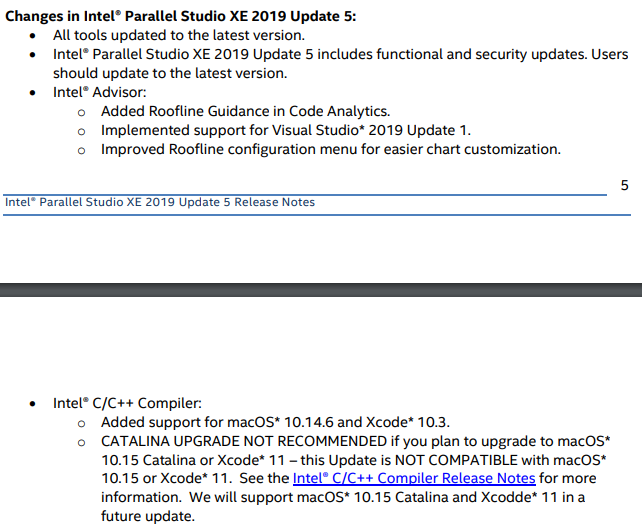 Changes in Intel® Parallel Studio XE 2019 Update 5:
• All tools updated to the latest version.
• Intel® Parallel Studio XE 2019 Update 5 includes functional and security updates. Users
should update to the latest version.
• Intel® Advisor:
o Added Roofline Guidance in Code Analytics.
o Implemented support for Visual Studio* 2019 Update 1.
o Improved Roofline configuration menu for easier chart customization.
5
Intel® Parallel Studio XE 2019 Update 5 Release Notes
• Intel® C/C++ Compiler:
o Added support for macOS* 10.14.6 and Xcode* 10.3.
o CATALINA UPGRADE NOT RECOMMENDED if you plan to upgrade to macOS*
10.15 Catalina or Xcode* 11 – this Update is NOT COMPATIBLE with macOS*
10.15 or Xcode* 11. See the Intel® C/C++ Compiler Release Notes for more
information. We will support macOS* 10.15 Catalina and Xcodde* 11 in a
future update.